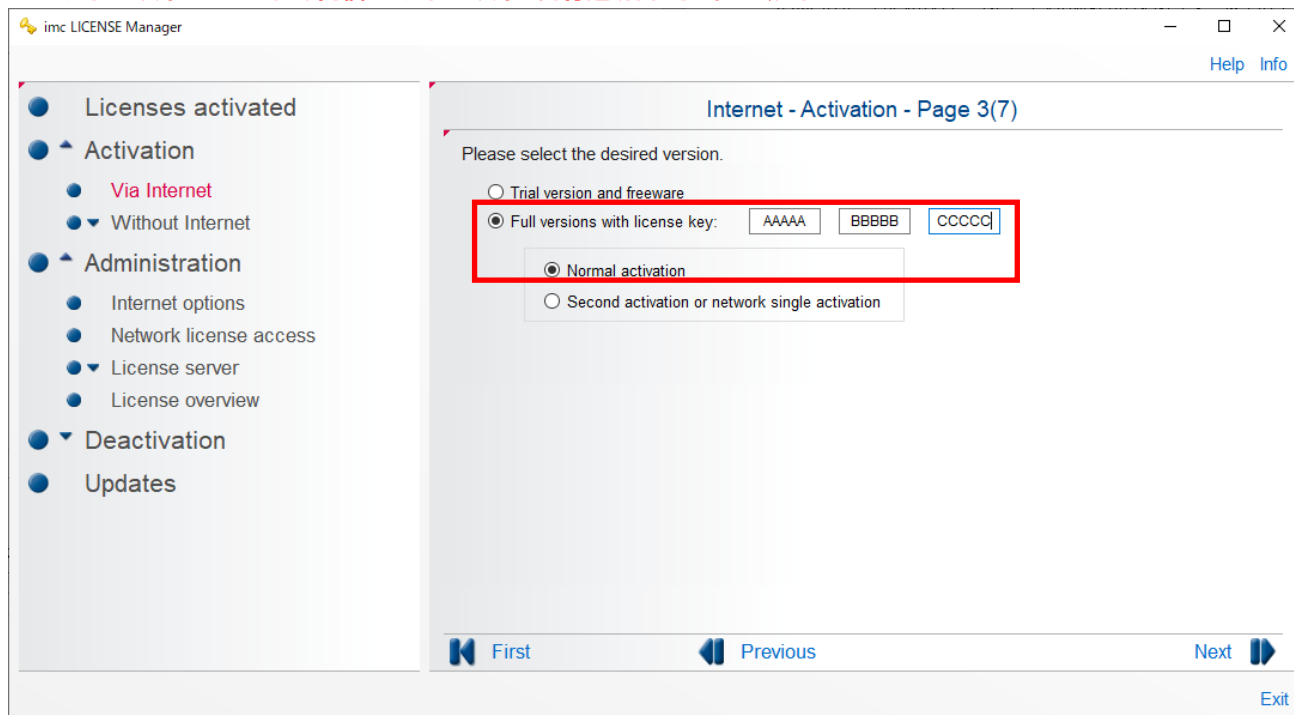 imc LICENSE Manager
Help Info
Licenses activated
Activation
Via Internet
Without Internet
Administration
Internet options
Network license access
License server
License overview
Deactivation
Updates
Internet - Activation - Page 3(7)
Please select the desired version.
Trial version and freeware
Full versions with license key: AAAAA BBBBB CCCCC
Normal activation
Second activation or network single activation
First Previous Next
Exit